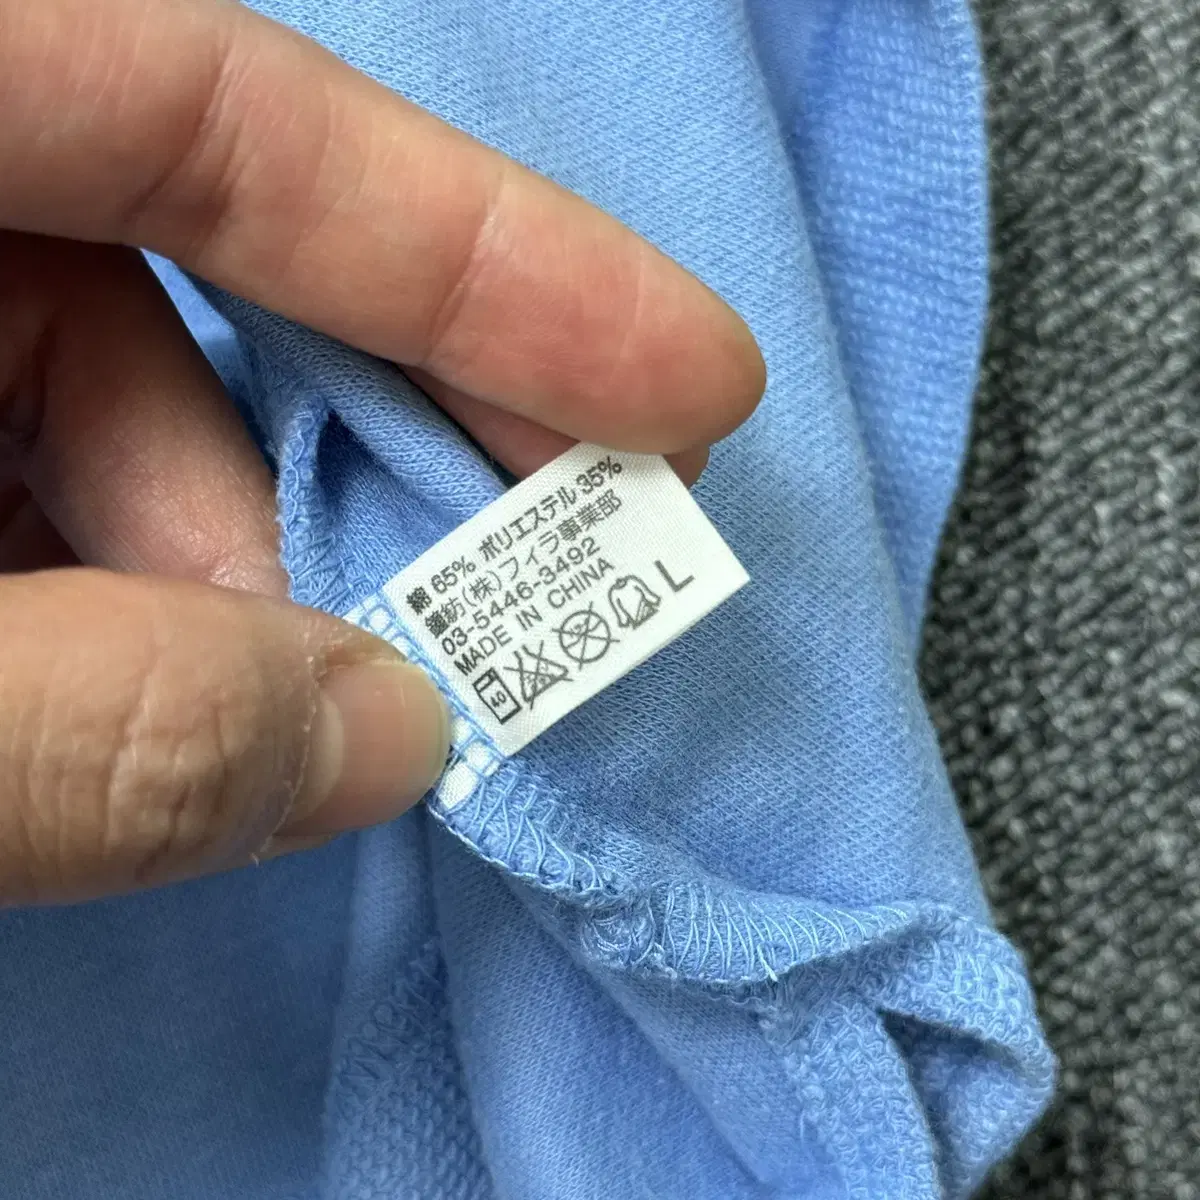 綿 65% ポリエステル 35%
鐘紡(株)フィラ事業部
03-5446-3492
MADE IN CHINA
40 L